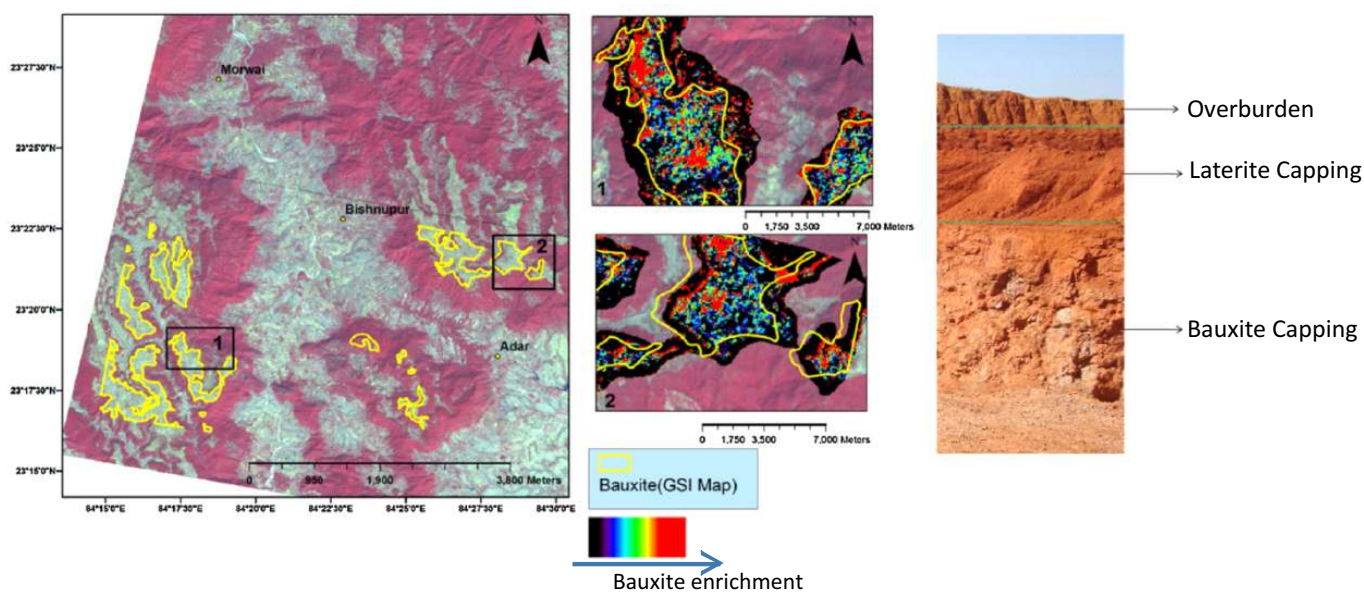 N
23°27'30"N
23°25'0"N
23°22'30"N
23°20'0"N
23°17'30"N
23°15'0"N
Morwai
Bishnupur
2
1
Adar
0 950 1,900 3,800 Meters
84°15'0"E 84°17'30"E 84°20'0"E 84°22'30"E 84°25'0"E 84°27'30"E 84°30'0"E
N
1
0 1,750 3,500 7,000 Meters
N
2
0 1,750 3,500 7,000 Meters
Bauxite(GSI Map)
Bauxite enrichment
Overburden
Laterite Capping
Bauxite Capping